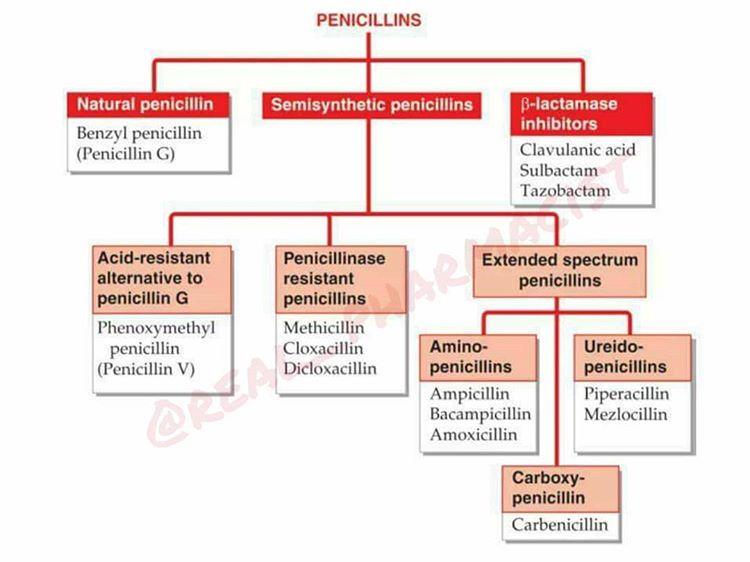 PENICILLINS
Natural penicillin
Benzyl penicillin
(Penicillin G)
Semisynthetic penicillins
β-lactamase
inhibitors
Clavulanic acid
Sulbactam
Tazobactam
Acid-resistant
alternative to
penicillin G
Phenoxymethyl
penicillin
(Penicillin V)
Penicillinase
resistant
penicillins
Methicillin
Cloxacillin
Dicloxacillin
Extended spectrum
penicillins
Amino-
penicillins
Ampicillin
Bacampicillin
Amoxicillin
Ureido-
penicillins
Piperacillin
Mezlocillin
Carboxy-
penicillin
Carbenicillin